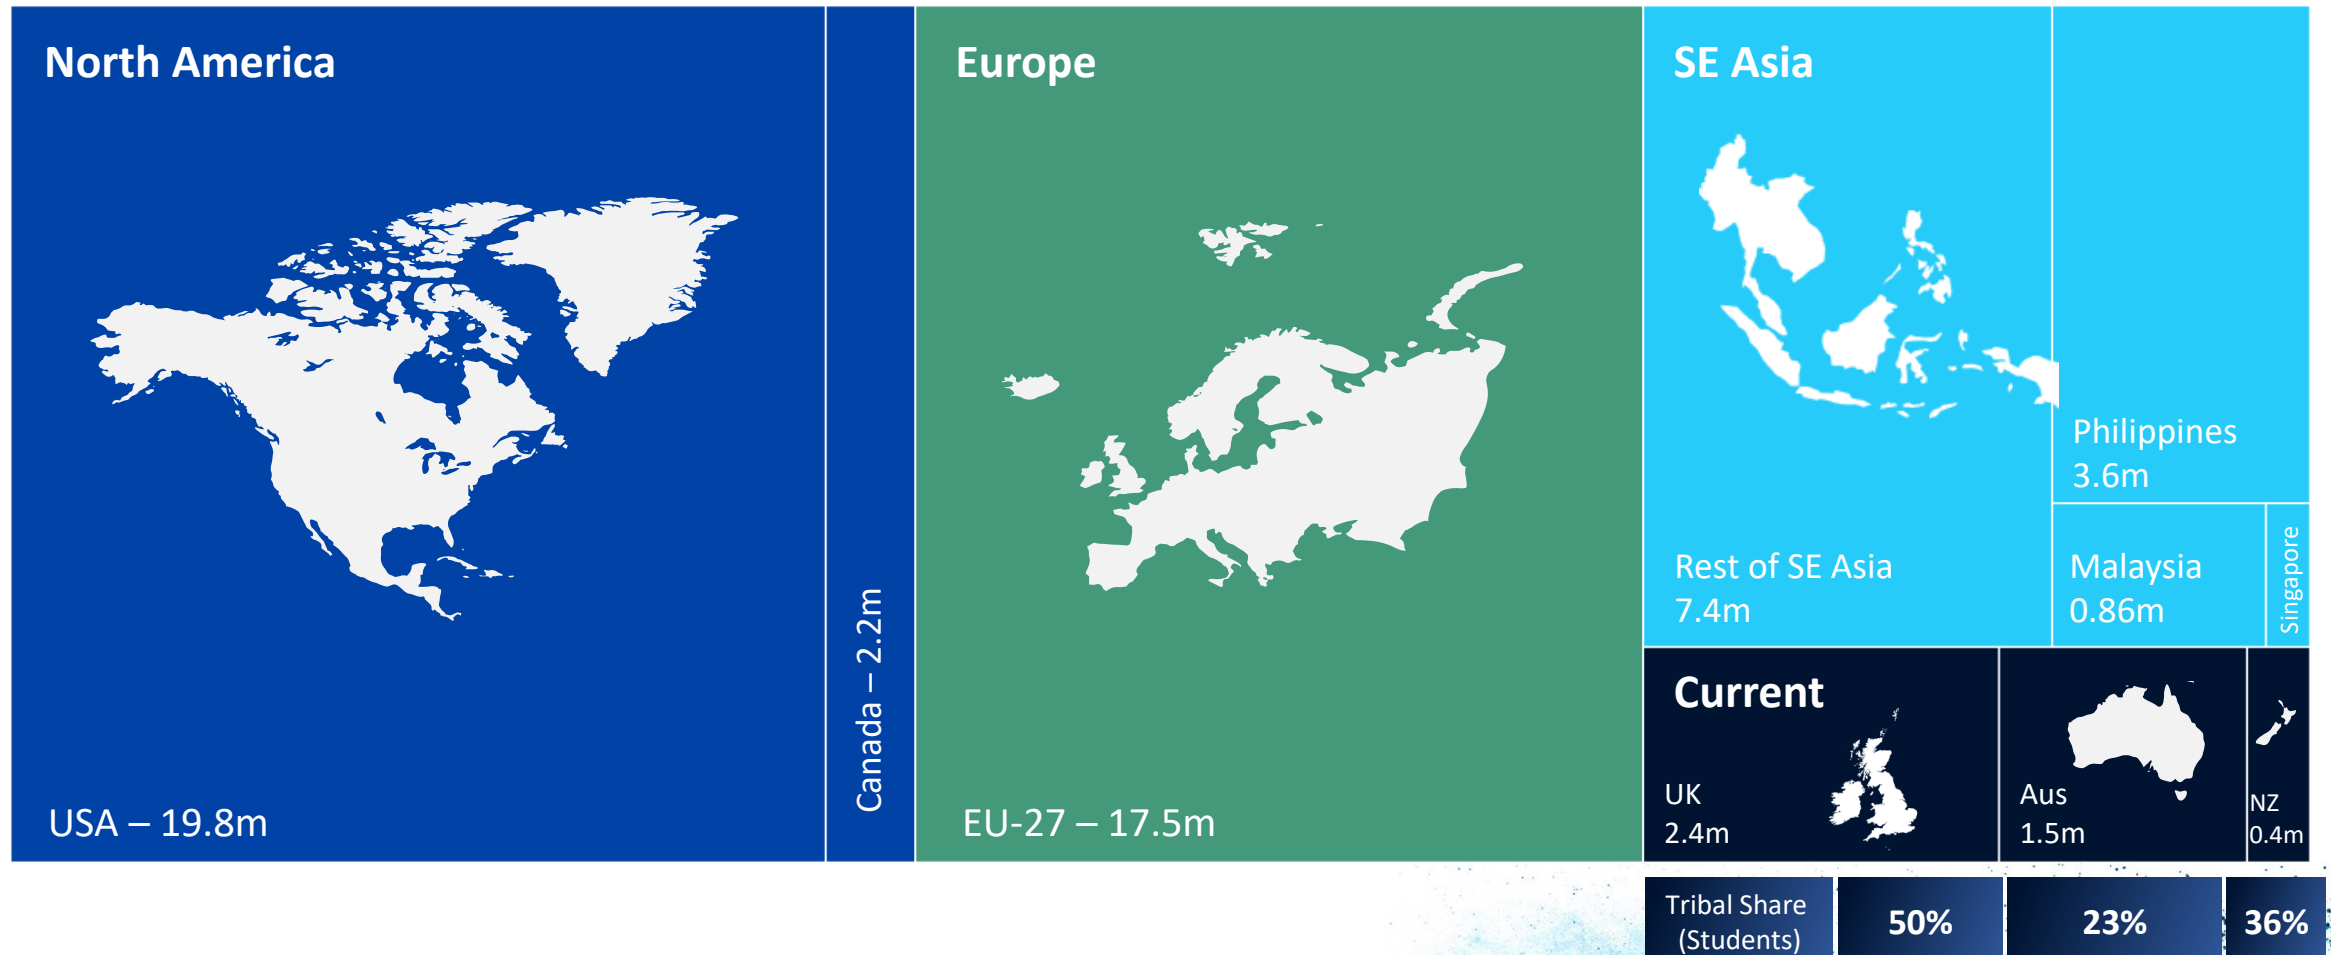 North America
USA – 19.8m
Canada – 2.2m
Europe
EU-27 – 17.5m
SE Asia
Rest of SE Asia
7.4m
Philippines
3.6m
Malaysia
0.86m
Singapore
Current
UK
2.4m
Aus
1.5m
NZ
0.4m
Tribal Share
(Students)
50%
23%
36%